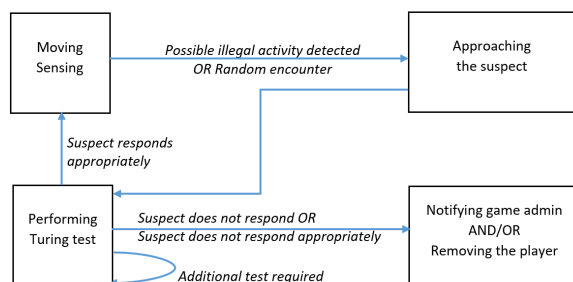 Moving
Sensing
Possible illegal activity detected
OR Random encounter
Approaching
the suspect
Suspect responds
appropriately
Performing
Turing test
Suspect does not respond OR
Suspect does not respond appropriately
Notifying game admin
AND/OR
Removing the player
Additional test required